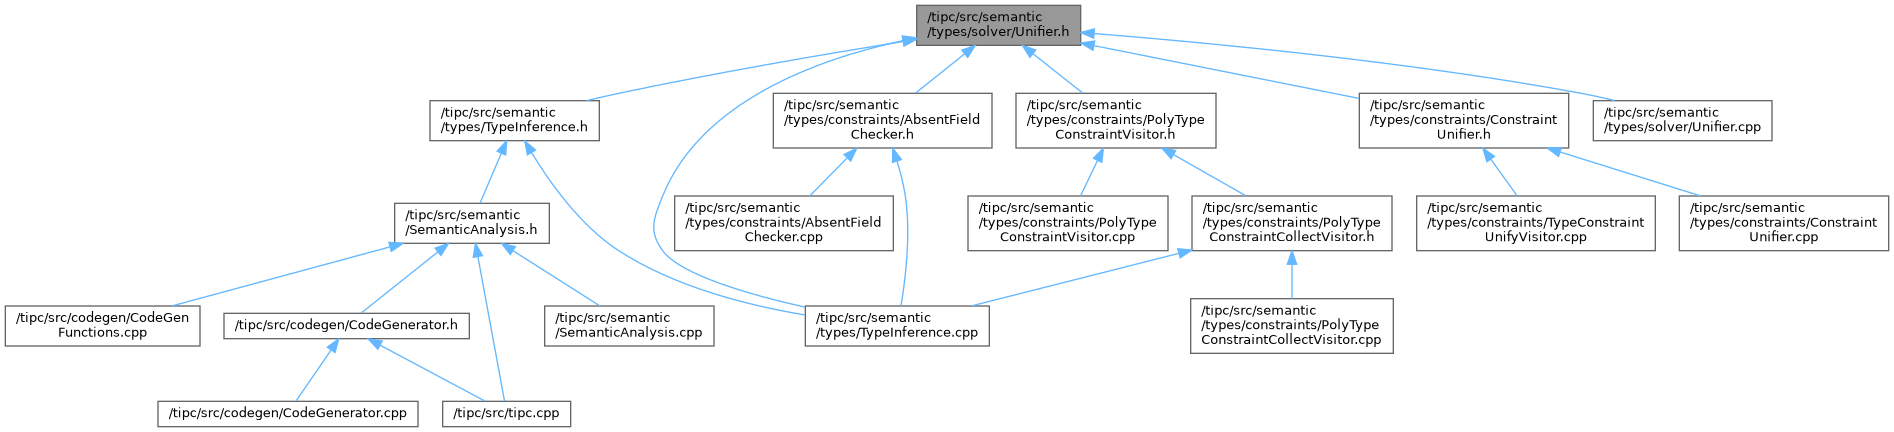 /tipc/src/semantic
/types/solver/Unifier.h
/tipc/src/semantic
/types/TypeInference.h
/tipc/src/semantic
/types/constraints/AbsentField
Checker.h
/tipc/src/semantic
/types/constraints/PolyType
ConstraintVisitor.h
/tipc/src/semantic
/types/constraints/Constraint
Unifier.h
/tipc/src/semantic
/types/solver/Unifier.cpp
/tipc/src/semantic
/SemanticAnalysis.h
/tipc/src/semantic
/types/constraints/AbsentField
Checker.cpp
/tipc/src/semantic
/types/constraints/PolyType
ConstraintVisitor.cpp
/tipc/src/semantic
/types/constraints/PolyType
ConstraintCollectVisitor.h
/tipc/src/semantic
/types/constraints/TypeConstraint
UnifyVisitor.cpp
/tipc/src/semantic
/types/constraints/Constraint
Unifier.cpp
/tipc/src/codegen/CodeGen
Functions.cpp
/tipc/src/codegen/CodeGenerator.h
/tipc/src/semantic
/SemanticAnalysis.cpp
/tipc/src/semantic
/types/TypeInference.cpp
/tipc/src/semantic
/types/constraints/PolyType
ConstraintCollectVisitor.cpp
/tipc/src/codegen/CodeGenerator.cpp
/tipc/src/tipc.cpp